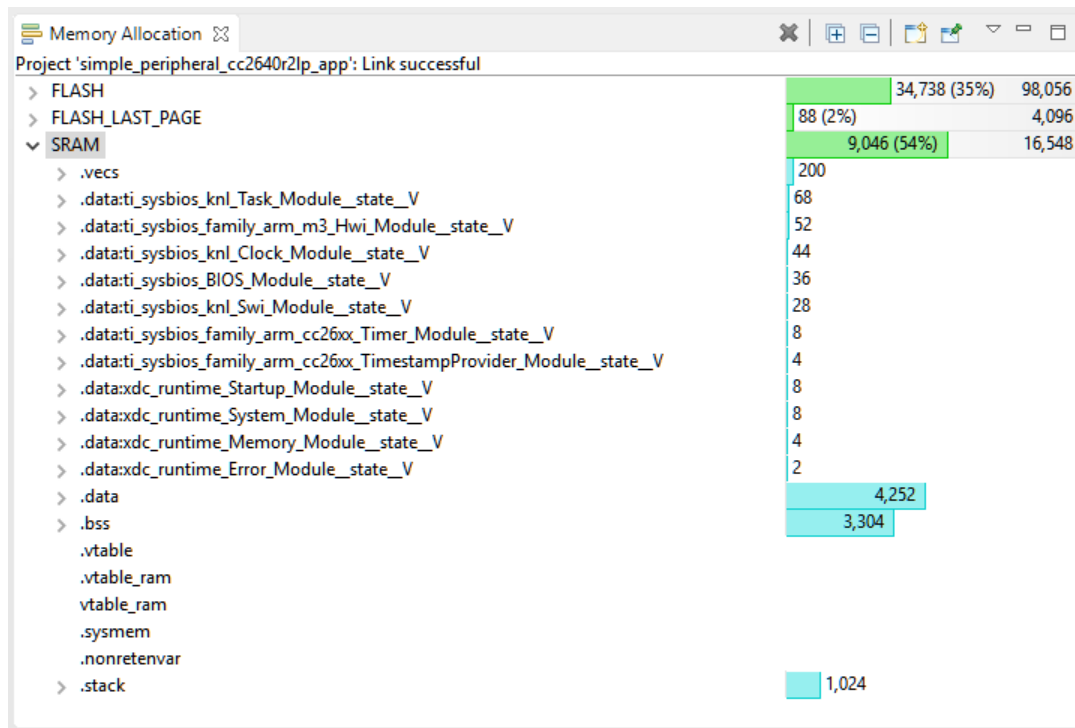 Memory Allocation
Project 'simple_peripheral_cc2640r2lp_app': Link successful
FLASH 34,738 (35%) 98,056
FLASH_LAST_PAGE 88 (2%) 4,096
SRAM 9,046 (54%) 16,548
.vecs 200
.data:ti_sysbios_knl_Task_Module__state__V 68
.data:ti_sysbios_family_arm_m3_Hwi_Module__state__V 52
.data:ti_sysbios_knl_Clock_Module__state__V 44
.data:ti_sysbios_BIOS_Module__state__V 36
.data:ti_sysbios_knl_Swi_Module__state__V 28
.data:ti_sysbios_family_arm_cc26xx_Timer_Module__state__V 8
.data:ti_sysbios_family_arm_cc26xx_TimestampProvider_Module__state__V 4
.data:xdc_runtime_Startup_Module__state__V 8
.data:xdc_runtime_System_Module__state__V 8
.data:xdc_runtime_Memory_Module__state__V 4
.data:xdc_runtime_Error_Module__state__V 2
.data 4,252
.bss 3,304
.vtable
.vtable_ram
vtable_ram
.sysmem
.nonretenvar
.stack 1,024